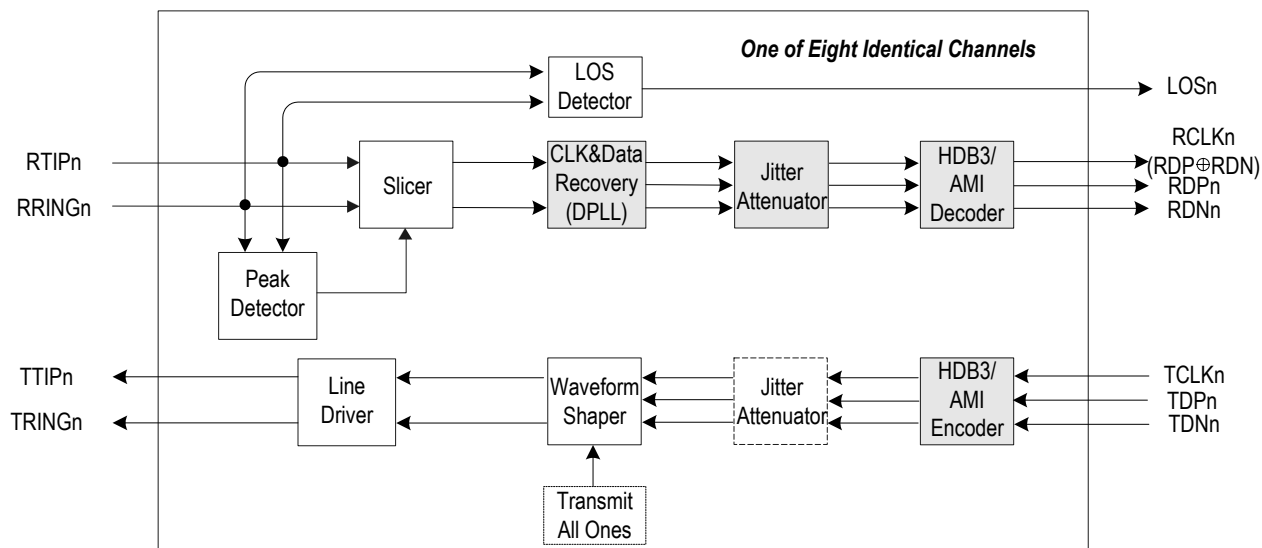 One of Eight Identical Channels
LOS
Detector
LOSn
RTIPn
RRINGn
Slicer
CLK&Data
Recovery
(DPLL)
Jitter
Attenuator
HDB3/
AMI
Decoder
RCLKn
(RDP⊕RDN)
RDPn
RDNn
Peak
Detector
TTIPn
TRINGn
Line
Driver
Waveform
Shaper
Jitter
Attenuator
HDB3/
AMI
Encoder
TCLKn
TDPn
TDNn
Transmit
All Ones